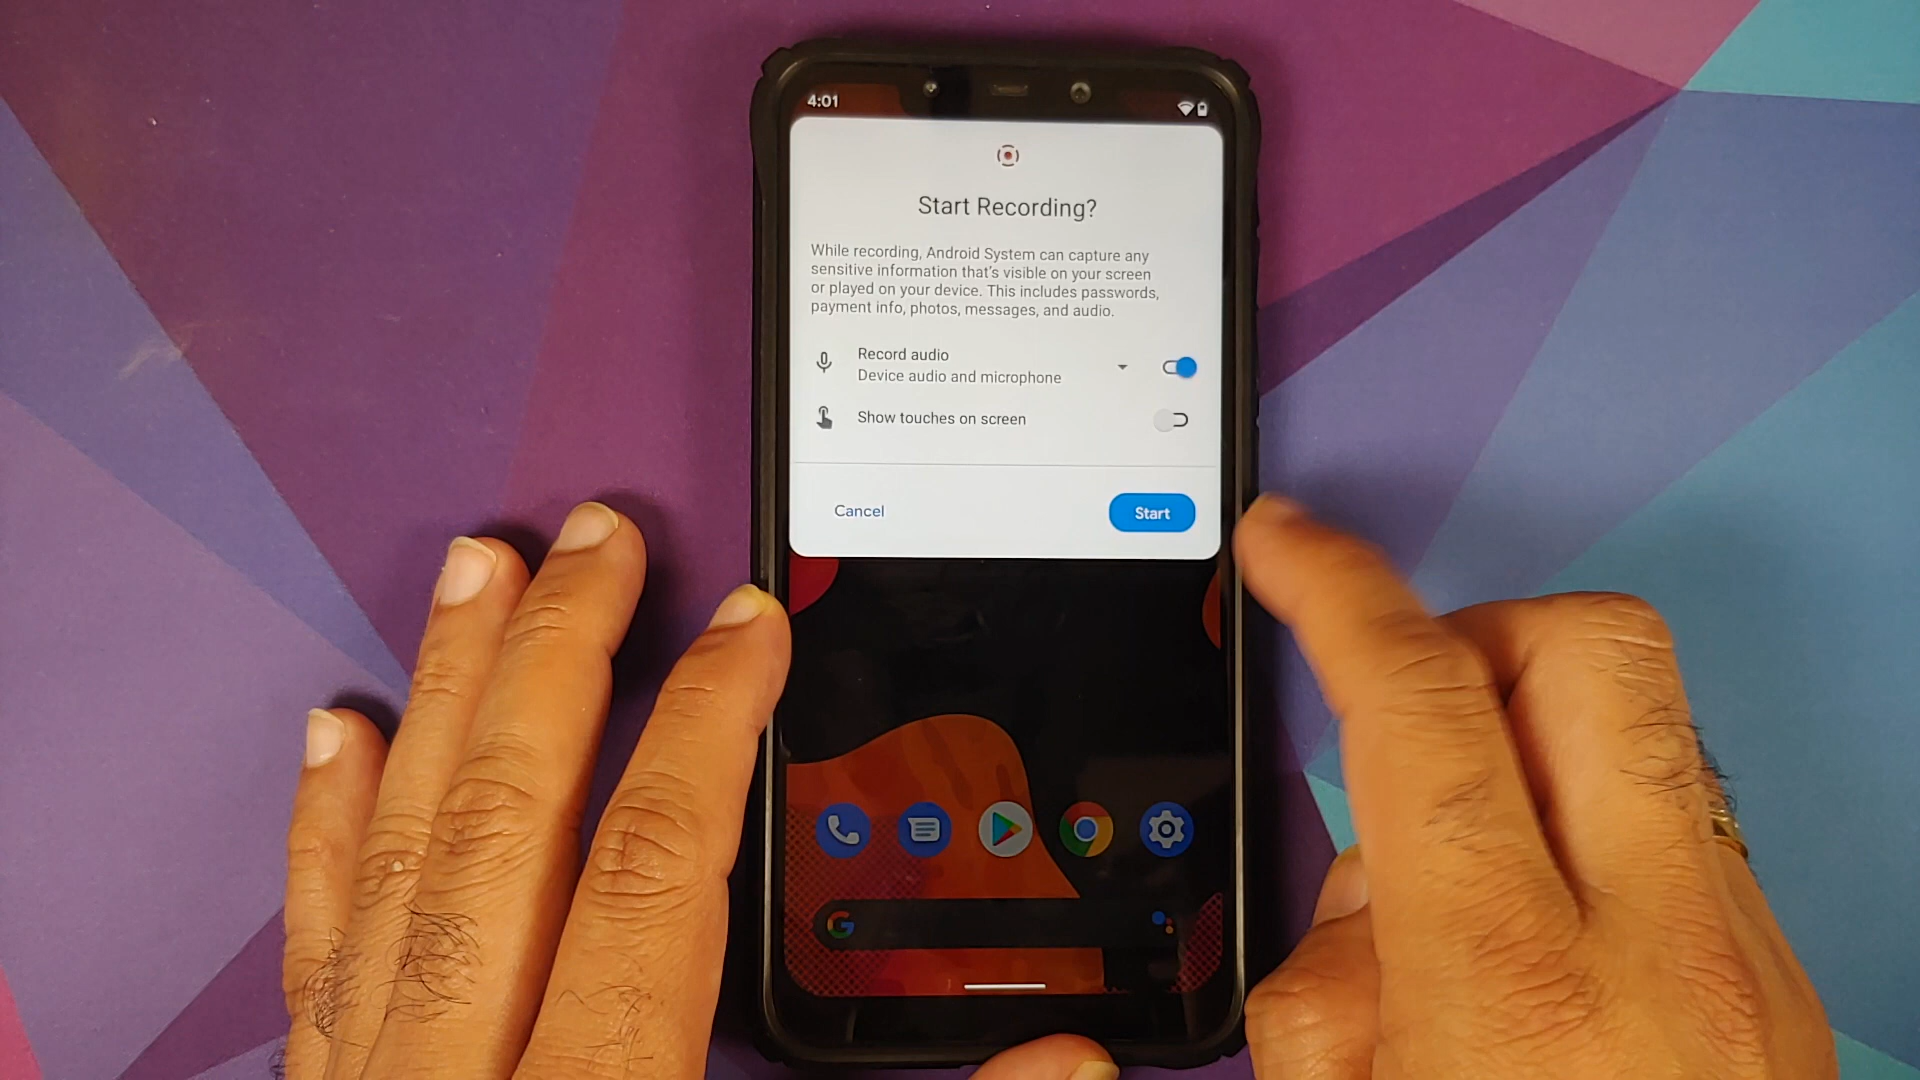 4:01
Start Recording?
While recording, Android System can capture any
sensitive information that's visible on your screen
or played on your device. This includes passwords,
payment info, photos, messages, and audio.
Record audio
Device audio and microphone
Show touches on screen
Cancel
Start
G